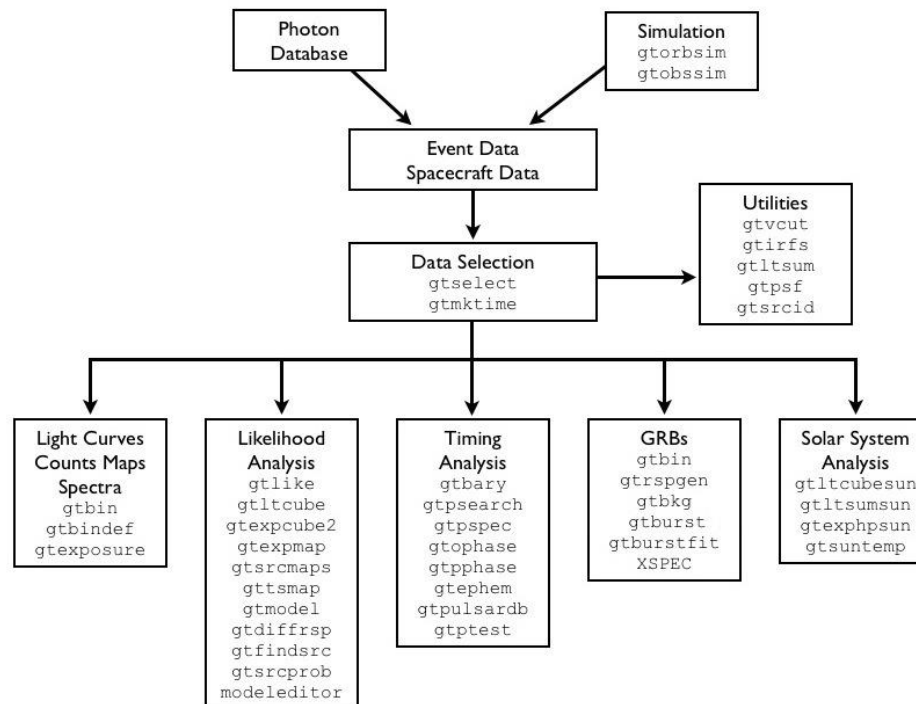 Photon
Database
Simulation
gtorbsim
gtobssim
Event Data
Spacecraft Data
Data Selection
gtselect
gtmktime
Utilities
gtvcut
gtirfs
gtltsum
gtpsf
gtsrcid
Light Curves
Counts Maps
Spectra
gtbin
gtbindef
gtexposure
Likelihood
Analysis
gtlike
gtltcube
gtexpcube2
gtexpmap
gtsrcmaps
gttsmap
gtmodel
gtdiffrsp
gtfindsrc
gtsrcprob
modeleditor
Timing
Analysis
gtbary
gtpsearch
gtpspec
gtophase
gtpphase
gtephem
gtpulsardb
gtptest
GRBs
gtbin
gtrspgen
gtbkg
gtburst
gtburstfit
XSPEC
Solar System
Analysis
gtltcubesun
gtltsumsun
gtexphpsun
gtsuntemp